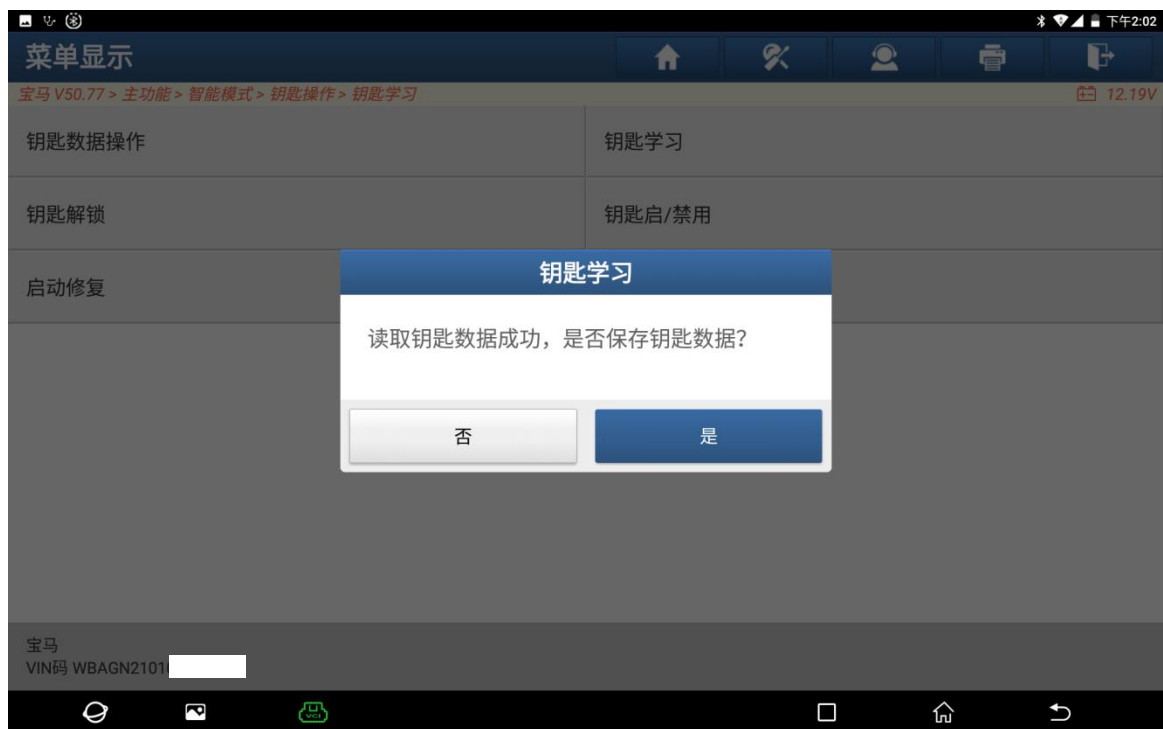 下午2:02
菜单显示
宝马 V50.77 > 主功能 > 智能模式 > 钥匙操作 > 钥匙学习
12.19V
钥匙数据操作
钥匙学习
钥匙解锁
钥匙启/禁用
启动修复
钥匙学习
读取钥匙数据成功，是否保存钥匙数据？
否
是
宝马
VIN码 WBAGN2101
VCI